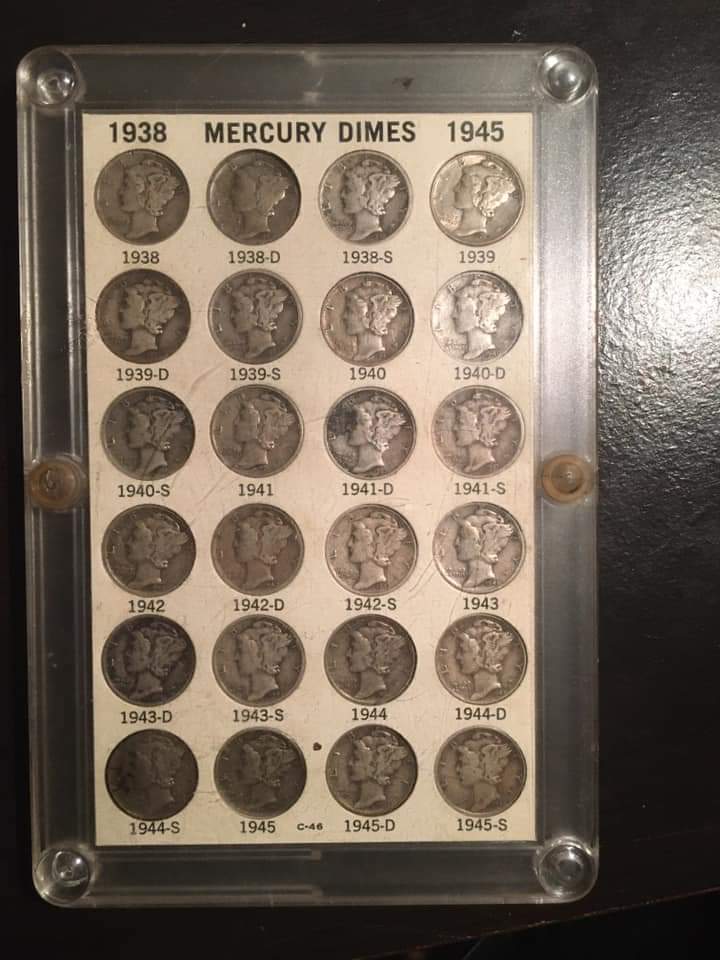 1938 MERCURY DIMES 1945
1938 1938-D 1938-S 1939
1939-D 1939-S 1940 1940-D
1940-S 1941 1941-D 1941-S
1942 1942-D 1942-S 1943
1943-D 1943-S 1944 1944-D
1944-S 1945 C-46 1945-D 1945-S